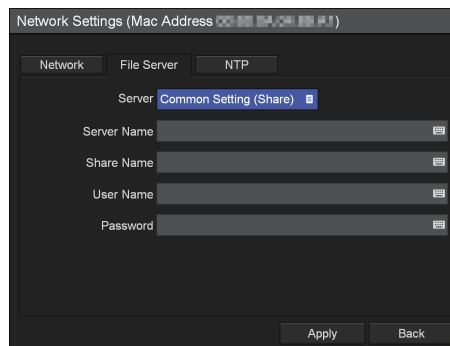 Network Settings (Mac Address )
Network File Server NTP
Server Common Setting (Share)
Server Name
Share Name
User Name
Password
Apply Back